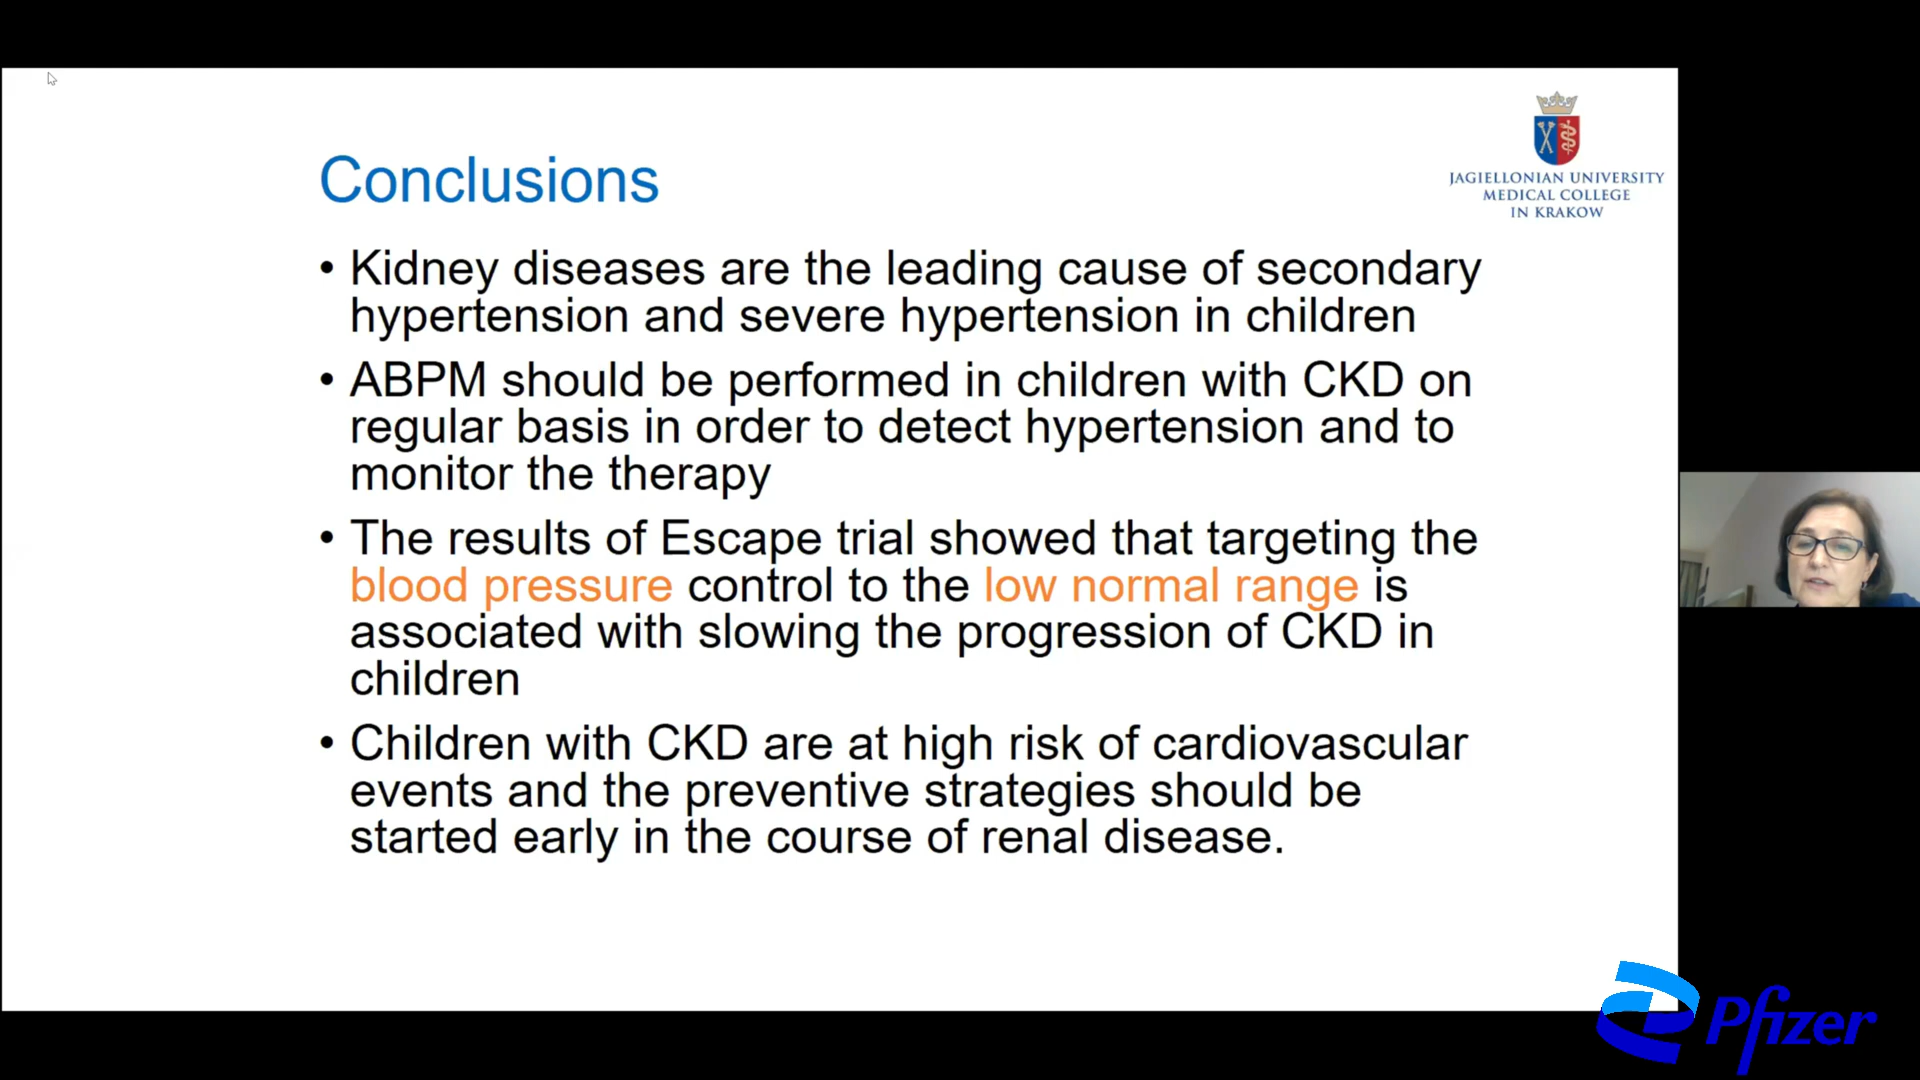 JAGIELLONIAN UNIVERSITY
MEDICAL COLLEGE
IN KRAKOW
Conclusions
• Kidney diseases are the leading cause of secondary
hypertension and severe hypertension in children
• ABPM should be performed in children with CKD on
regular basis in order to detect hypertension and to
monitor the therapy
• The results of Escape trial showed that targeting the
blood pressure control to the low normal range is
associated with slowing the progression of CKD in
children
• Children with CKD are at high risk of cardiovascular
events and the preventive strategies should be
started early in the course of renal disease.
Pfizer